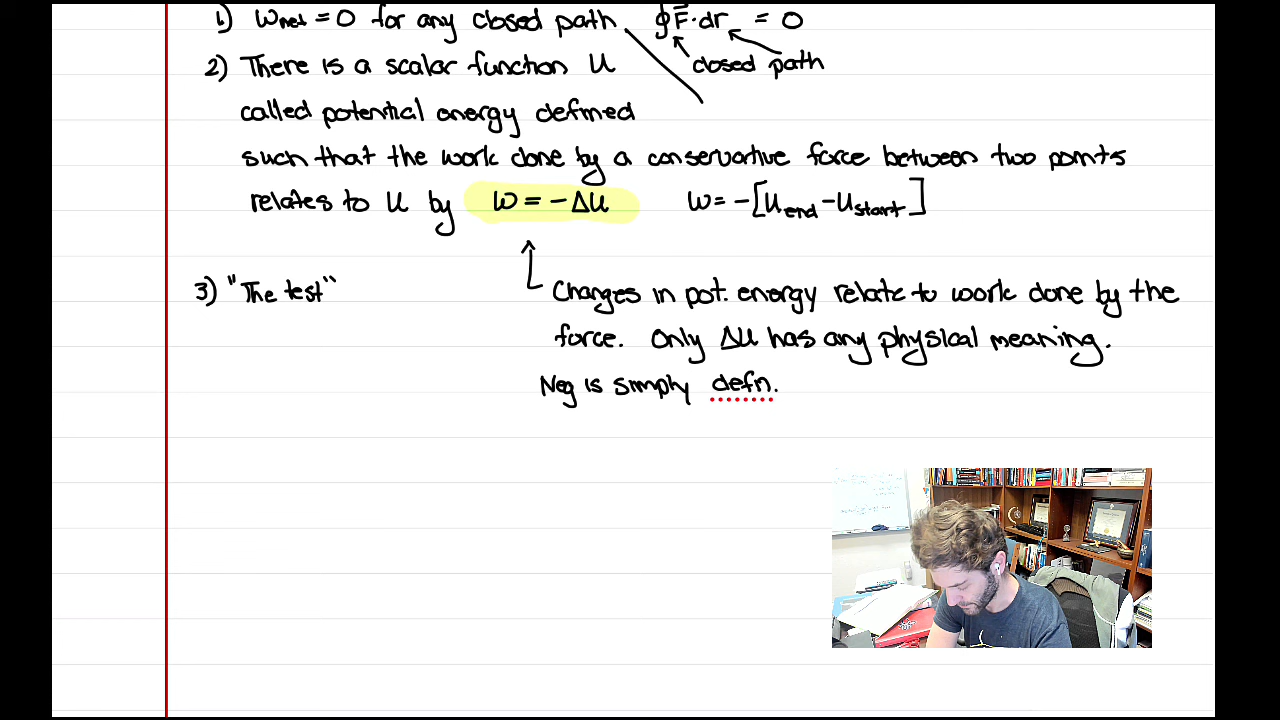 1) Wnet = 0 for any closed path ∮F⃗·dr = 0
2) There is a scalar function U closed path
called potential energy defined
such that the work done by a conservative force between two points
relates to U by W = -ΔU W = -[Uend - Ustart]
3) "The test" Changes in pot. energy relate to work done by the
force. Only ΔU has any physical meaning.
Neg is simply defn.